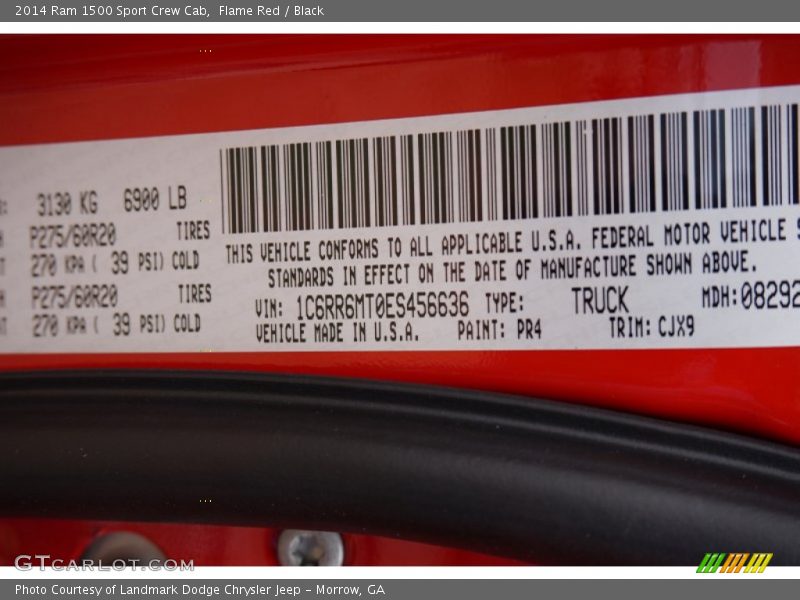 2014 Ram 1500 Sport Crew Cab,  Flame Red / Black
3130 KG 6900 LB
P275/60R20 TIRES
270 KPA ( 39 PSI) COLD
P275/60R20 TIRES
270 KPA ( 39 PSI) COLD
THIS VEHICLE CONFORMS TO ALL APPLICABLE U.S.A. FEDERAL MOTOR VEHICLE S
STANDARDS IN EFFECT ON THE DATE OF MANUFACTURE SHOWN ABOVE.
VIN: 1C6RR6MT0ES456636 TYPE: TRUCK MDH:08292
VEHICLE MADE IN U.S.A. PAINT: PR4 TRIM: CJX9
GTCARLOT.COM
Photo Courtesy of Landmark Dodge Chrysler Jeep – Morrow, GA